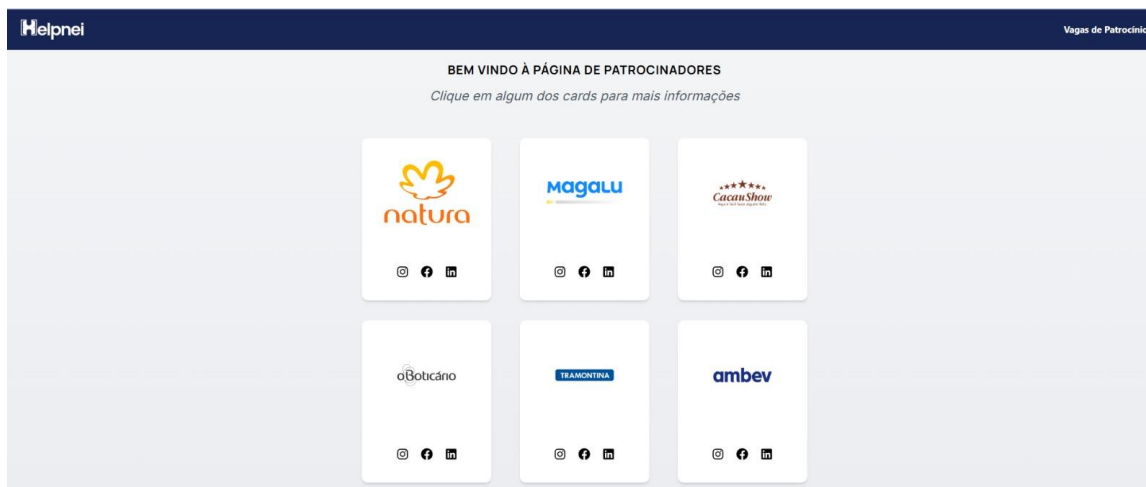 Helpnei
Vagas de Patrocínio
BEM VINDO À PÁGINA DE PATROCINADORES
Clique em algum dos cards para mais informações
natura
Magalu
CacauShow
oBoticário
TRAMONTINA
ambev